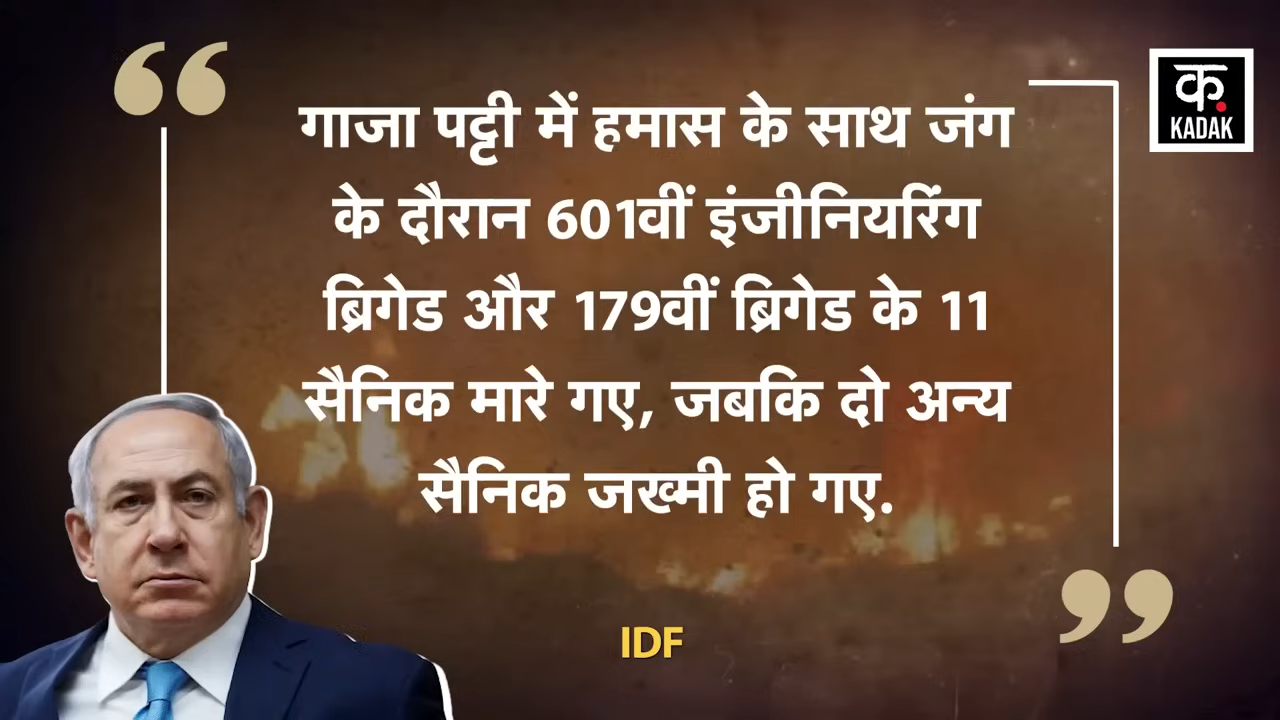 गाजा पट्टी में हमास के साथ जंग
के दौरान 601वीं इंजीनियरिंग
ब्रिगेड और 179वीं ब्रिगेड के 11
सैनिक मारे गए, जबकि दो अन्य
सैनिक जख्मी हो गए.
IDF
क.
KADAK